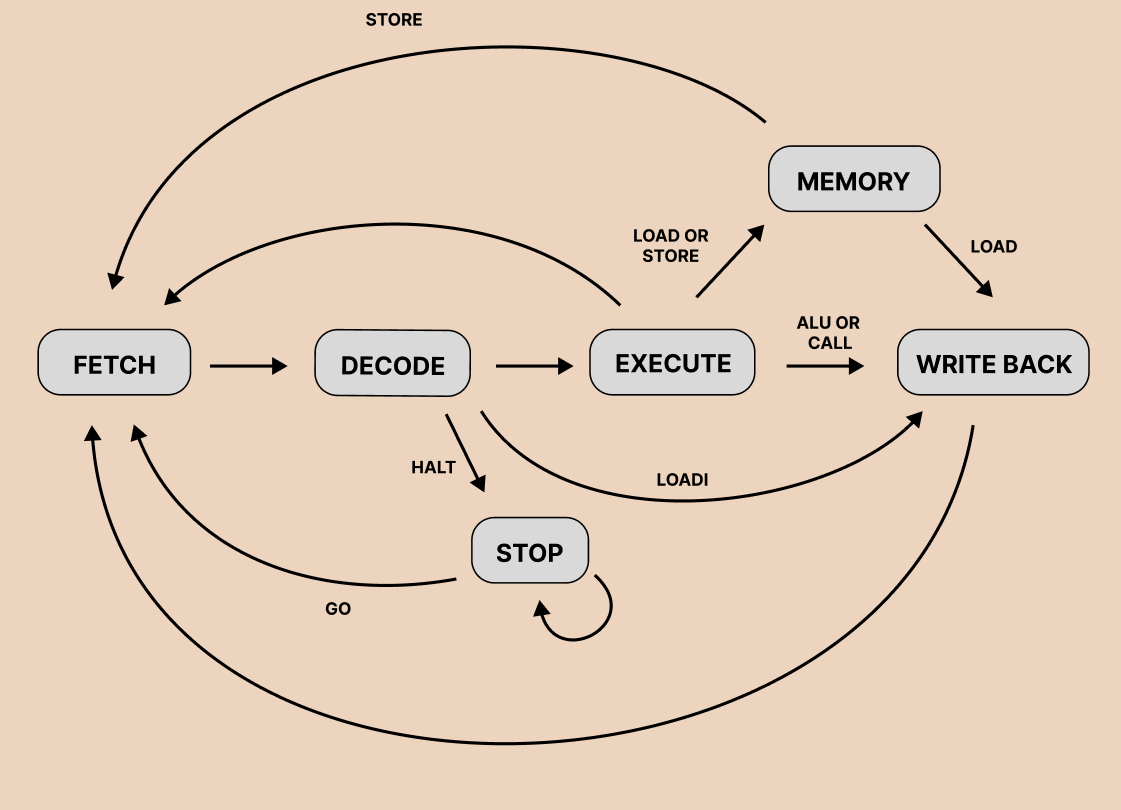 STORE
MEMORY
LOAD OR
STORE
LOAD
ALU OR
CALL
FETCH
DECODE
EXECUTE
WRITE BACK
HALT
LOADI
STOP
GO